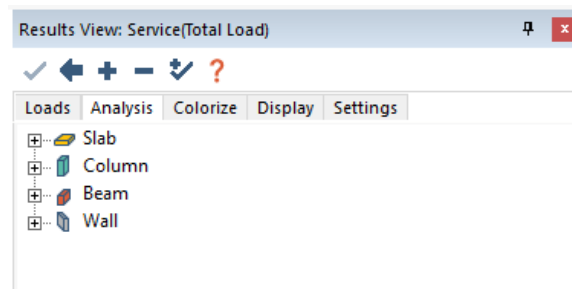 Results View: Service(Total Load)
?
Loads Analysis Colorize Display Settings
Slab
Column
Beam
Wall